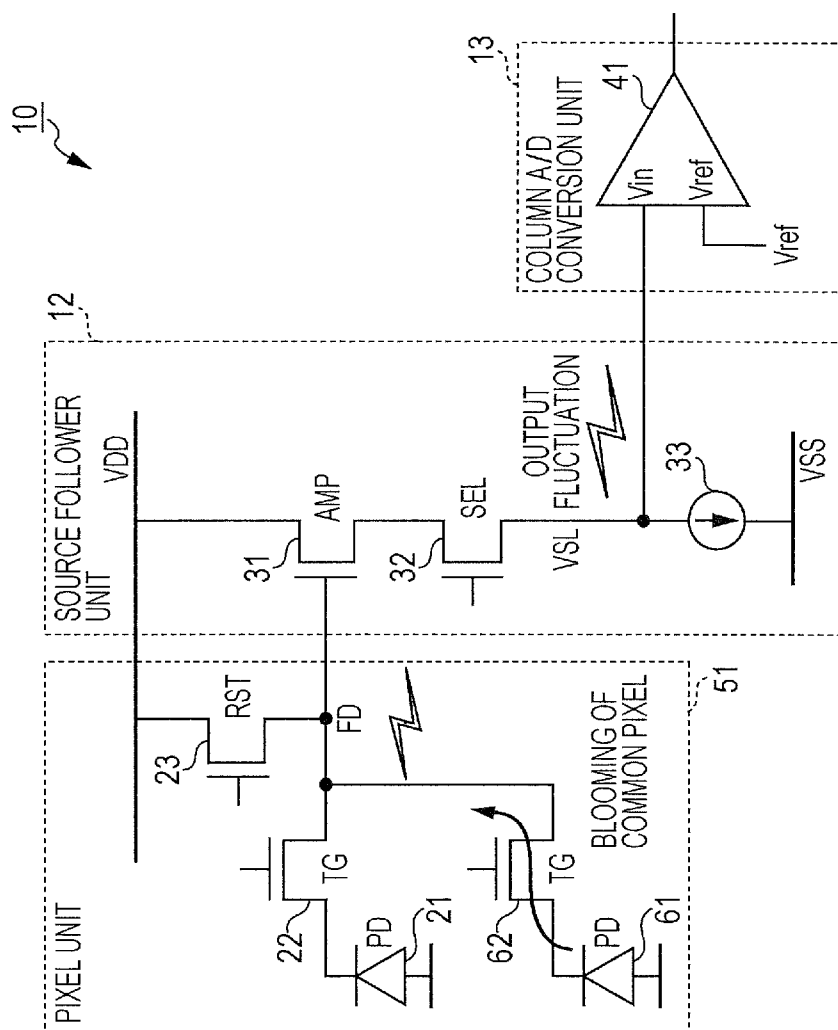 10
PIXEL UNIT
SOURCE FOLLOWER
UNIT
12
13
COLUMN A/D
CONVERSION UNIT
VDD
23
RST
FD
31
AMP
32
SEL
VSL
OUTPUT
FLUCTUATION
33
VSS
41
Vin
Vref
Vref
22
TG
PD
21
62
TG
PD
61
BLOOMING OF
COMMON PIXEL
51